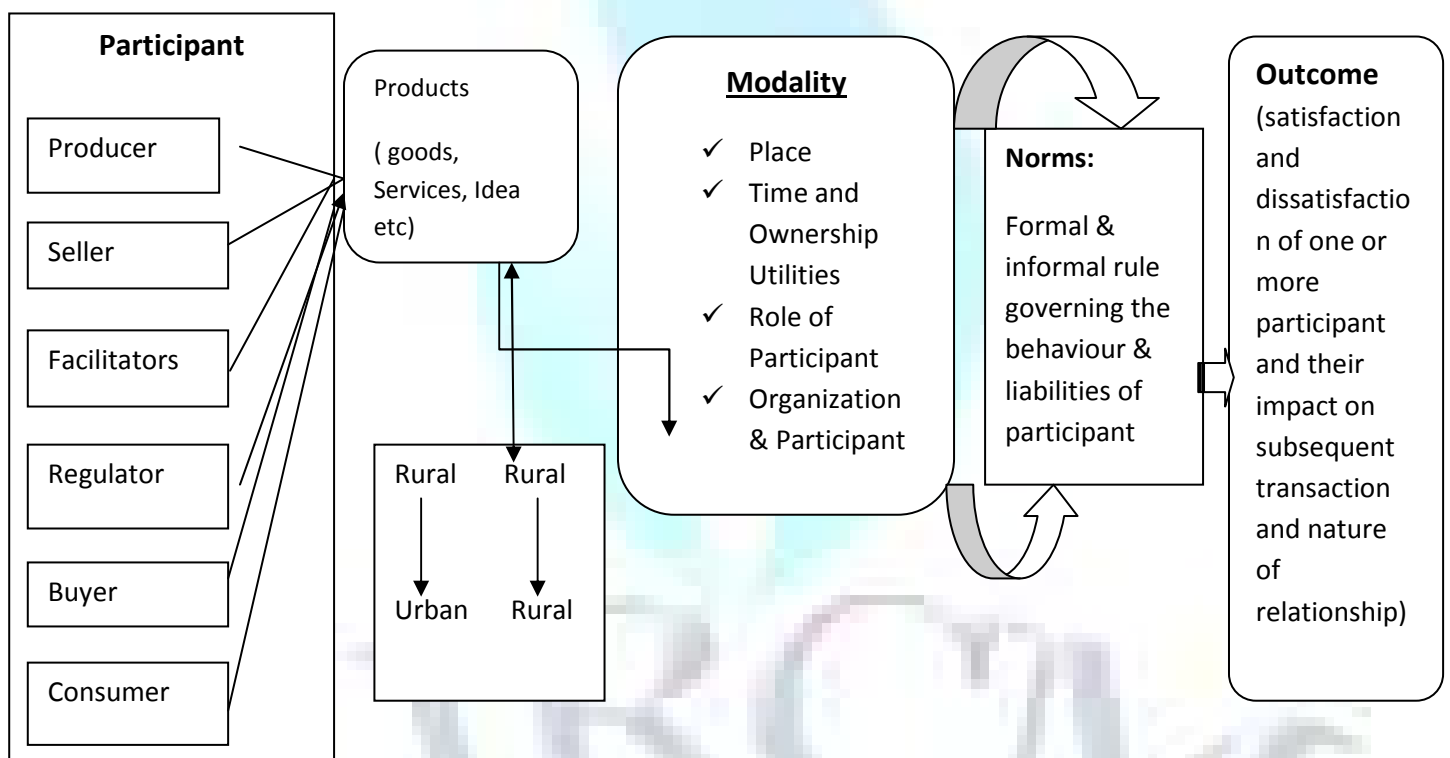 Participant
Producer
Seller
Facilitators
Regulator
Buyer
Consumer
Products
( goods,
Services, Idea
etc)
Rural Rural
Urban Rural
Modality
✓ Place
✓ Time and
Ownership
Utilities
✓ Role of
Participant
✓ Organization
& Participant
Norms:
Formal &
informal rule
governing the
behaviour &
liabilities of
participant
Outcome
(satisfaction
and
dissatisfactio
n of one or
more
participant
and their
impact on
subsequent
transaction
and nature
of
relationship)